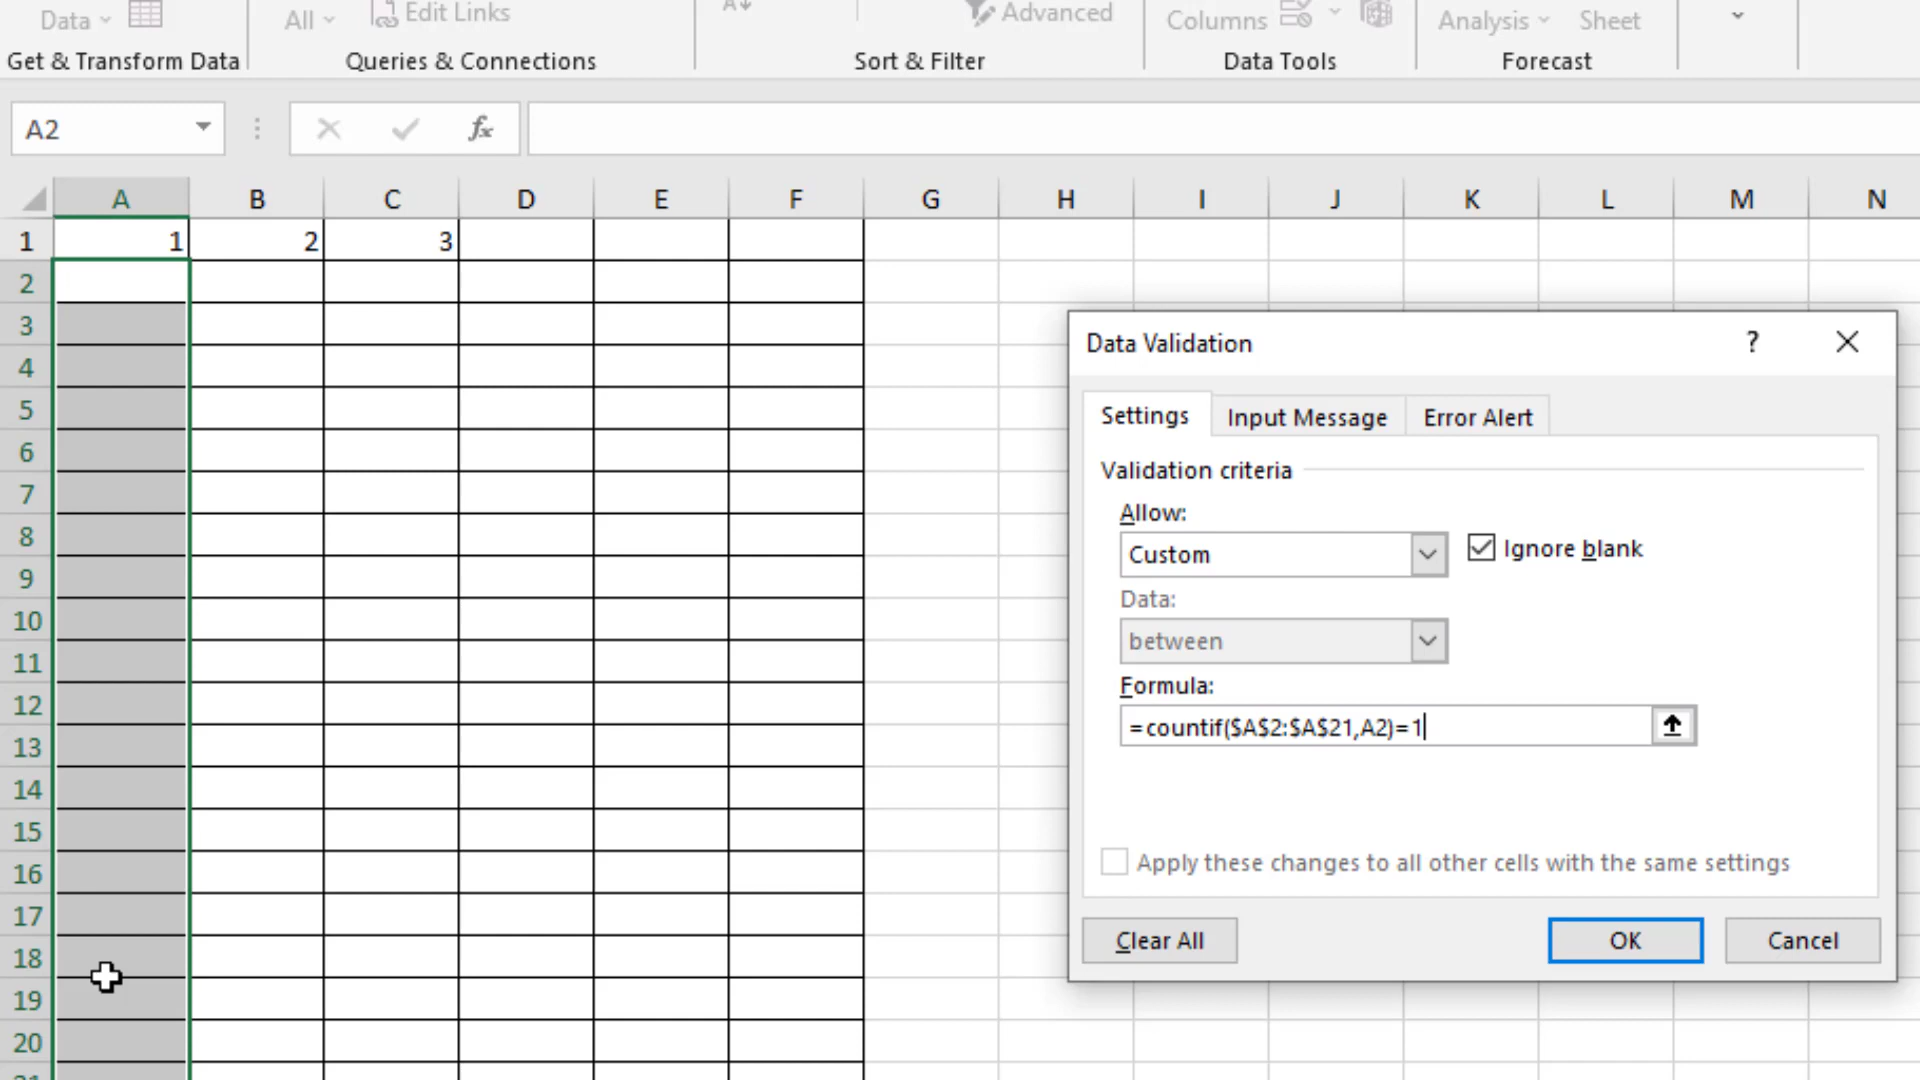 Data All Edit Links Advanced Columns Analysis Sheet
Get & Transform Data Queries & Connections Sort & Filter Data Tools Forecast
A2 fx
A B C D E F G H I J K L M N
1 1 2 3
2
3
4
5
6
7
8
9
10
11
12
13
14
15
16
17
18
19
20
Data Validation ?
Settings Input Message Error Alert
Validation criteria
Allow:
Custom Ignore blank
Data:
between
Formula:
=countif($A$2:$A$21,A2)=1
Apply these changes to all other cells with the same settings
Clear All OK Cancel